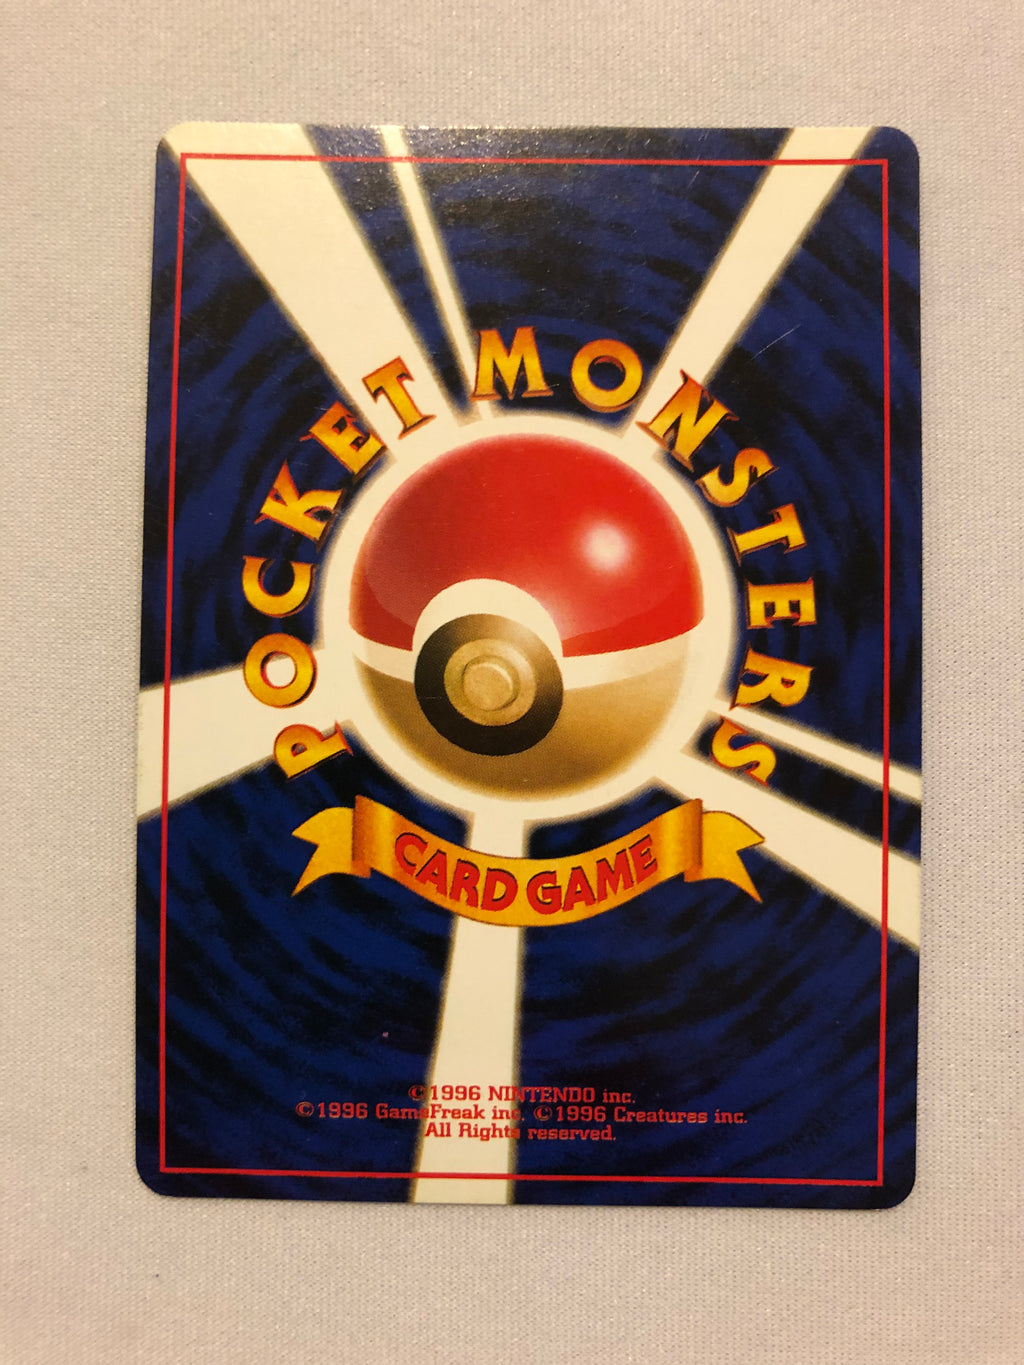 POCKET MONSTERS
CARD GAME
©1996 NINTENDO inc.
©1996 GameFreak inc. ©1996 Creatures inc.
All Rights reserved.